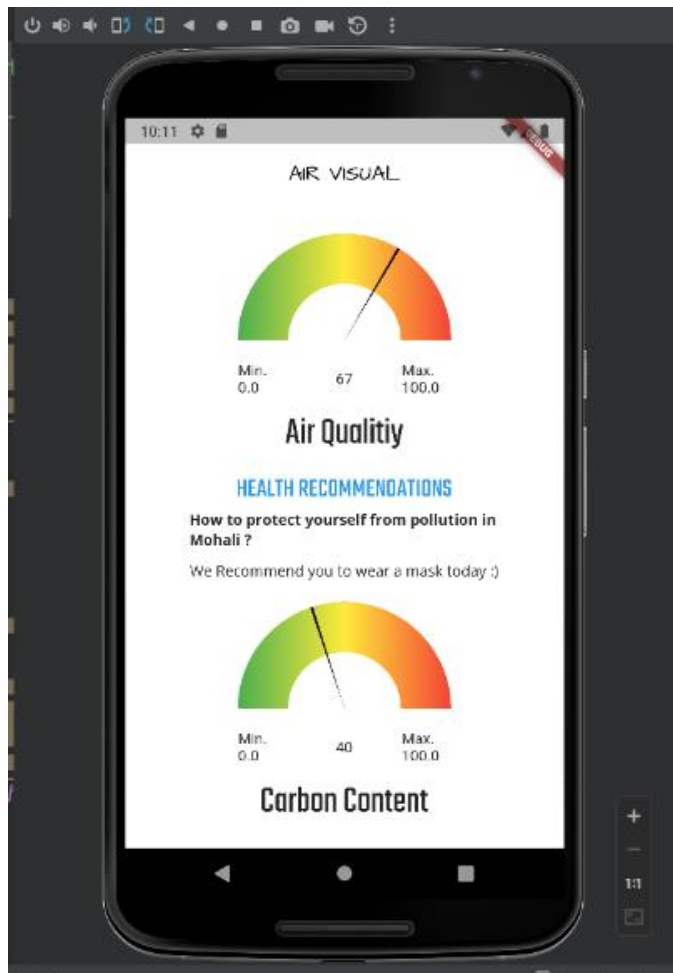 10:11
DEBUG
AIR VISUAL
Min. 67 Max.
0.0 100.0
Air Qualitiy
HEALTH RECOMMENDATIONS
How to protect yourself from pollution in
Mohali ?
We Recommend you to wear a mask today :)
Min. 40 Max.
0.0 100.0
Carbon Content
1:1